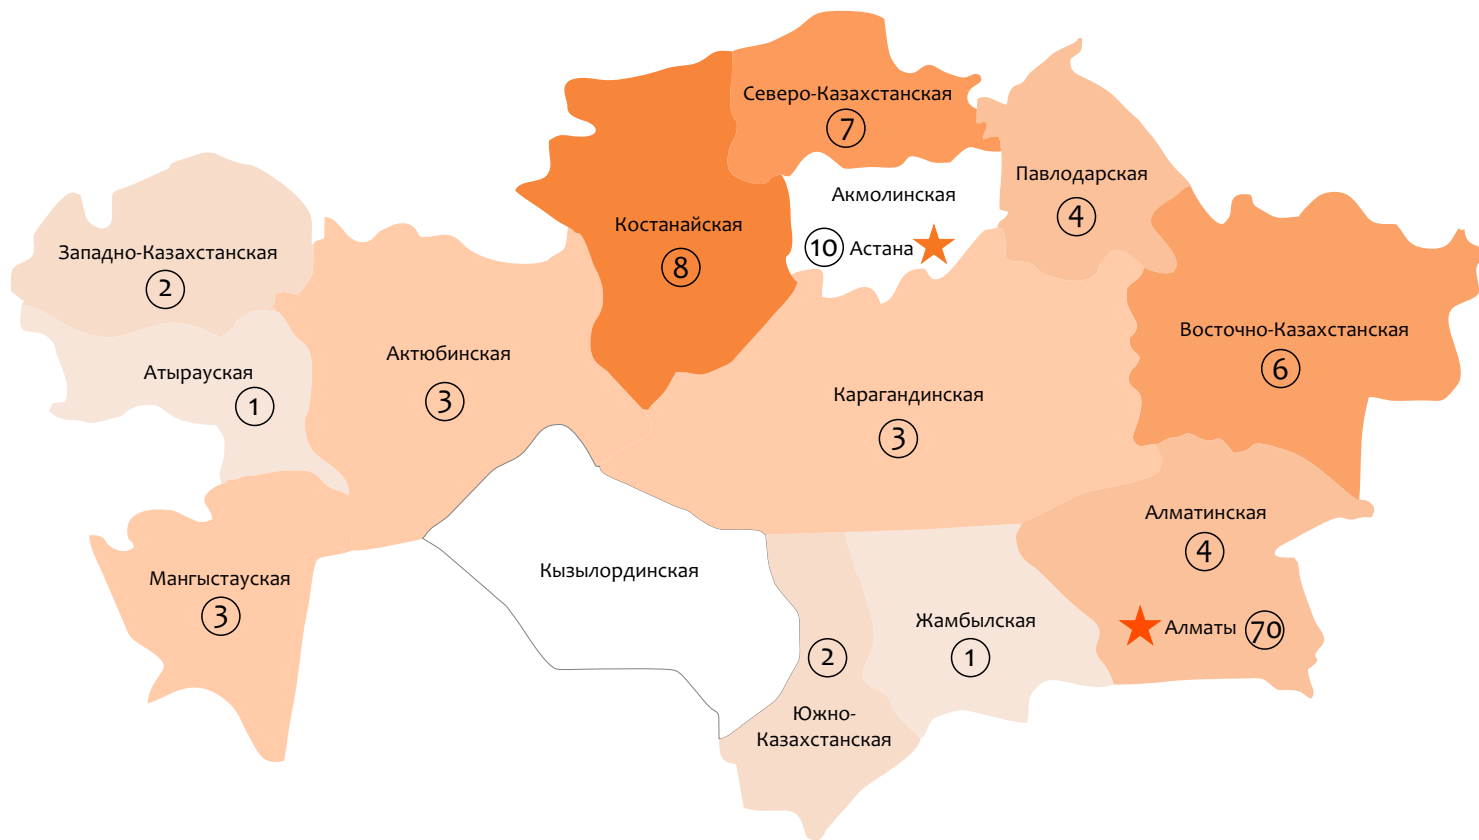 Северо-Казахстанская
7
Павлодарская
4
Акмолинская
10 Астана
Костанайская
8
Западно-Казахстанская
2
Восточно-Казахстанская
6
Атырауская
1
Актюбинская
3
Карагандинская
3
Алматинская
4
Алматы 70
Мангыстауская
3
Кызылординская
Жамбылская
1
2
Южно-
Казахстанская